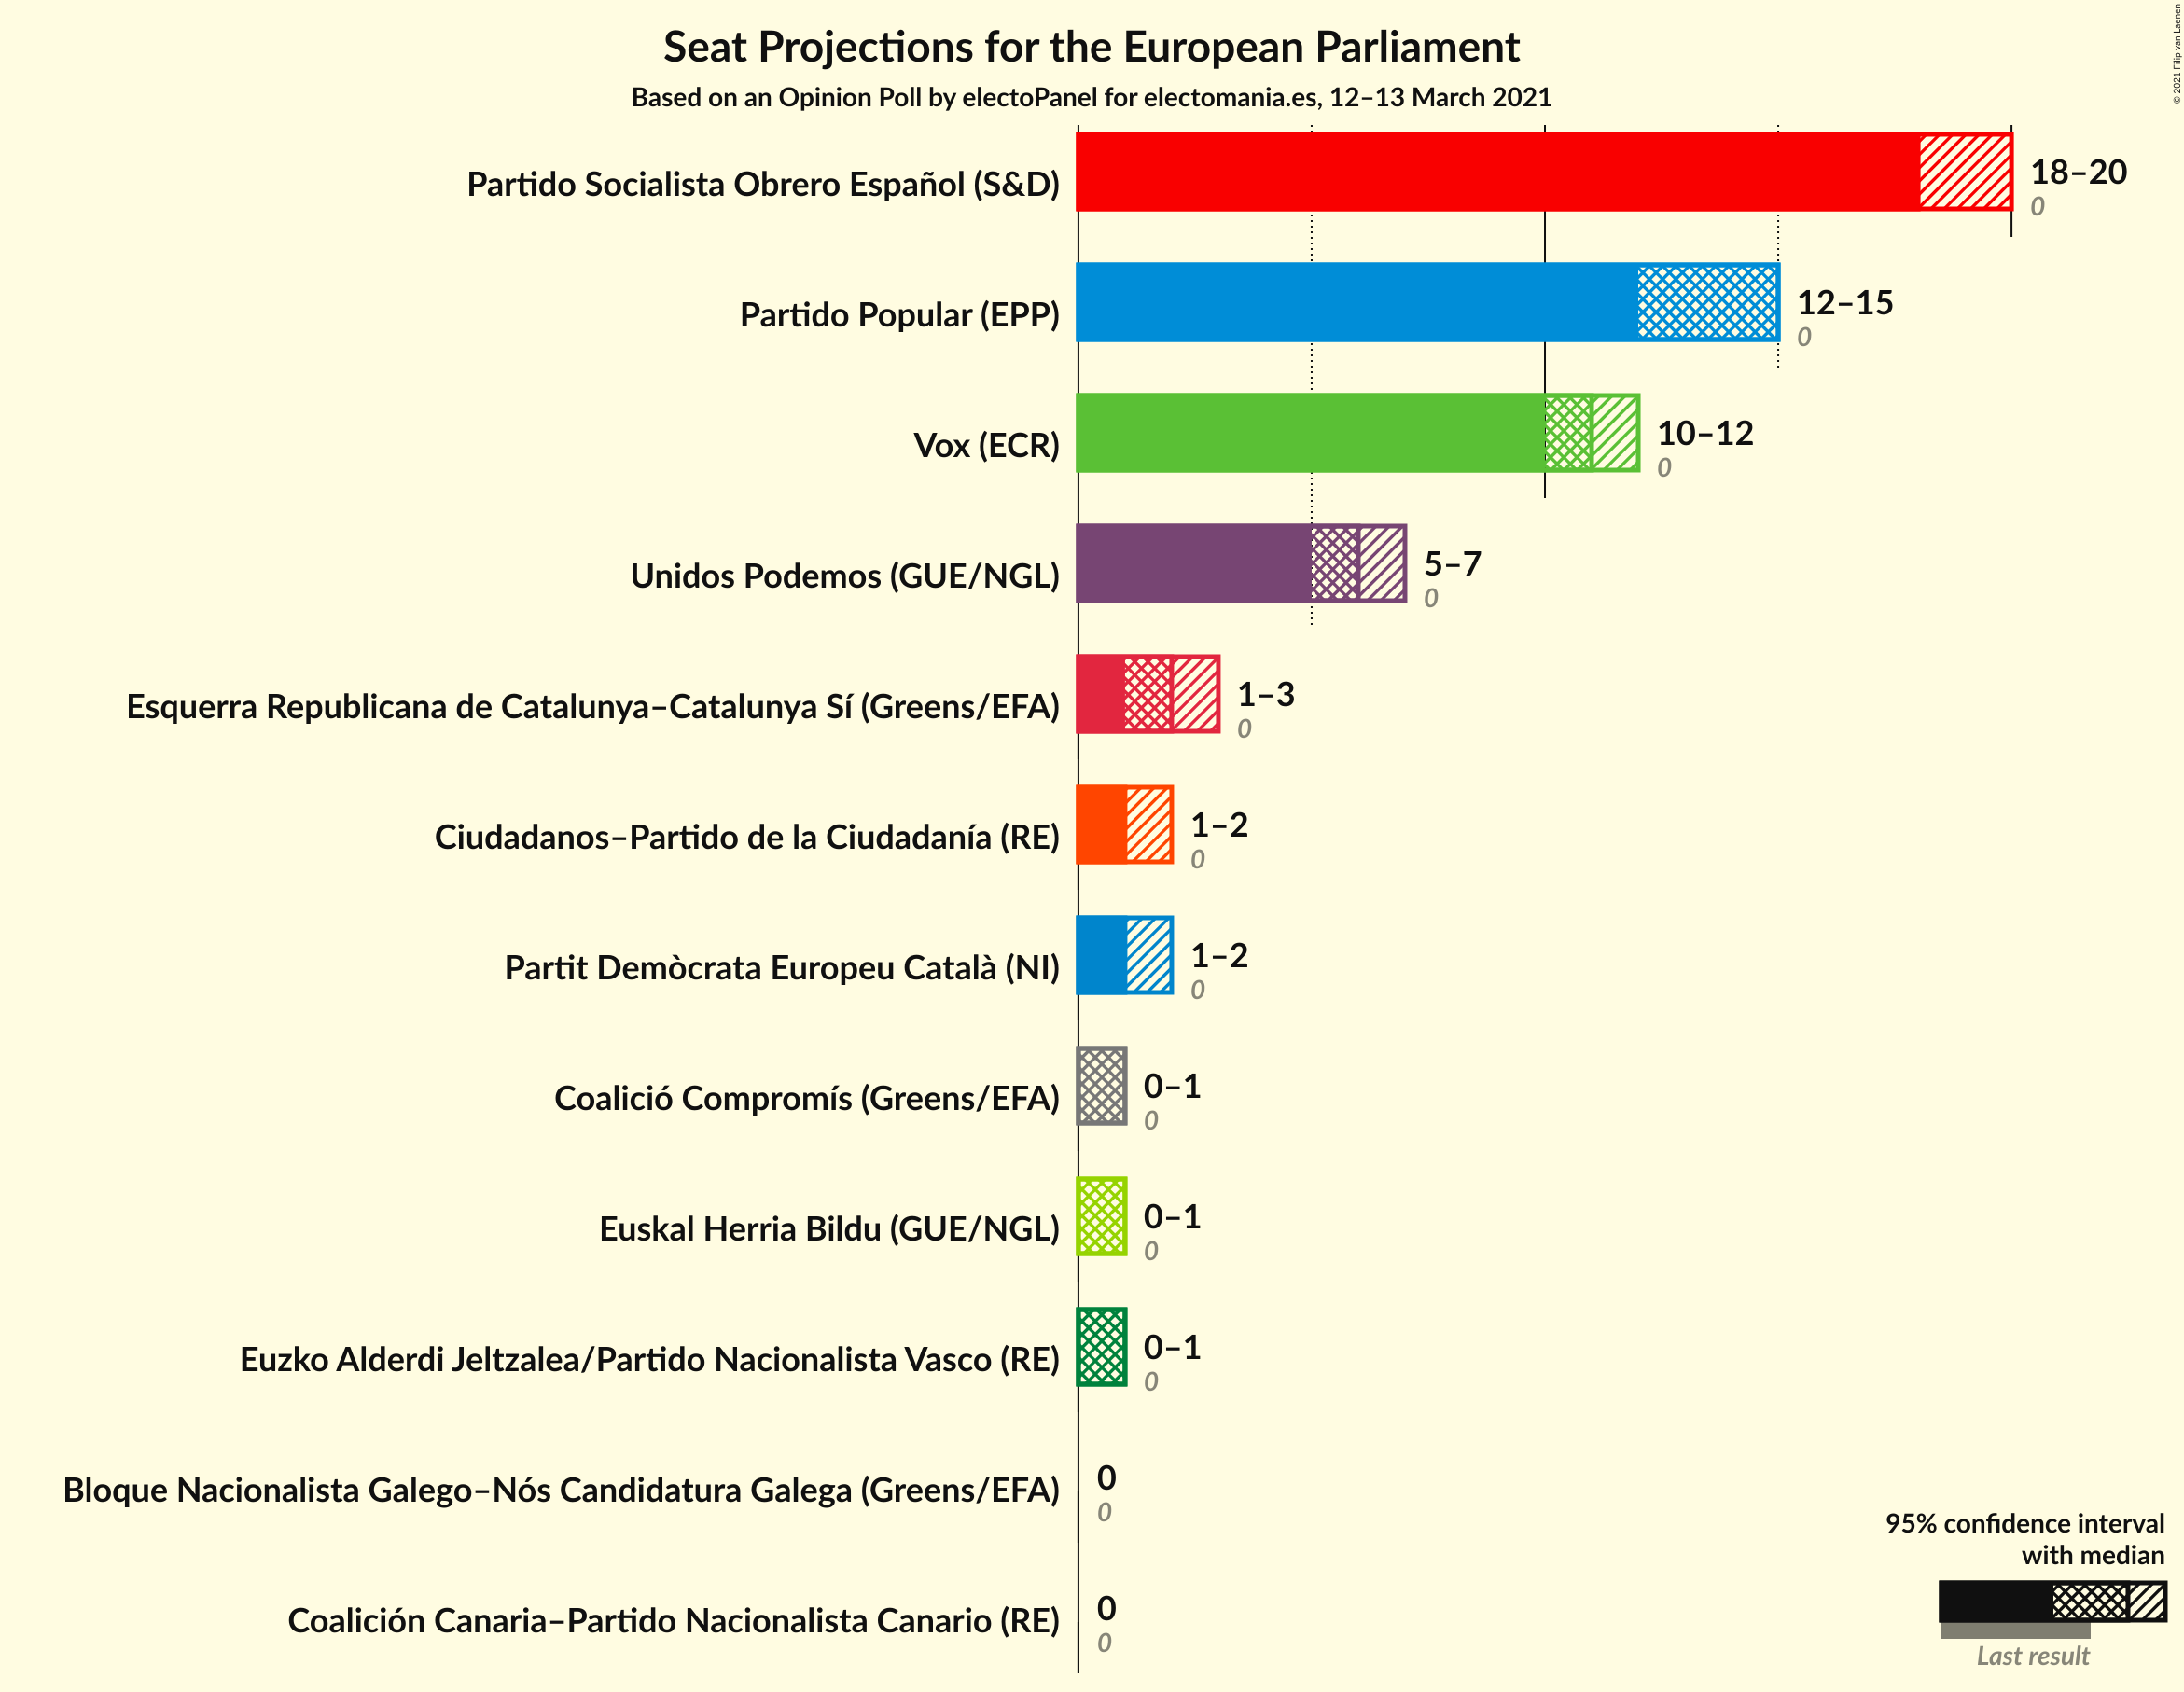 Seat Projections for the European Parliament
Based on an Opinion Poll by electoPanel for electomania.es, 12–13 March 2021
© 2021 Filip van Laenen
Partido Socialista Obrero Español (S&D)
18–20
0
Partido Popular (EPP)
12–15
0
Vox (ECR)
10–12
0
Unidos Podemos (GUE/NGL)
5–7
0
Esquerra Republicana de Catalunya–Catalunya Sí (Greens/EFA)
1–3
0
Ciudadanos–Partido de la Ciudadanía (RE)
1–2
0
Partit Demòcrata Europeu Català (NI)
1–2
0
Coalició Compromís (Greens/EFA)
0–1
0
Euskal Herria Bildu (GUE/NGL)
0–1
0
Euzko Alderdi Jeltzalea/Partido Nacionalista Vasco (RE)
0–1
0
Bloque Nacionalista Galego–Nós Candidatura Galega (Greens/EFA)
0
0
Coalición Canaria–Partido Nacionalista Canario (RE)
0
0
95% confidence interval
with median
Last result